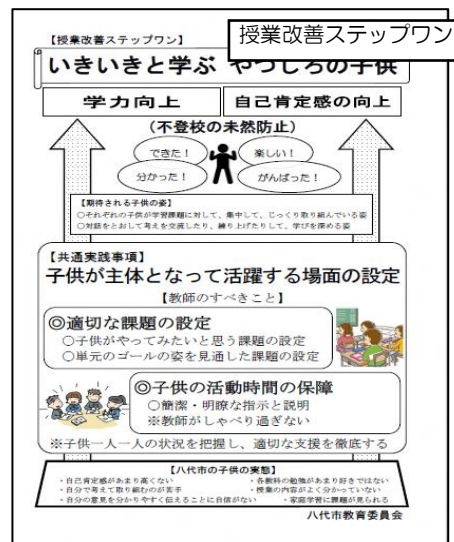 【授業改善ステップワン】
授業改善ステップワン
いきいきと学ぶ やつしろの子供
学力向上
自己肯定感の向上
(不登校の未然防止)
できた！
楽しい！
分かった！
がんばった！
【期待される子供の姿】
○それぞれの子供が学習課題に対して、集中して、じっくり取り組んでいる姿
○対話をとおして考えを交流したり、練り上げたりして、学びを深める姿
【共通実践事項】
子供が主体となって活躍する場面の設定
【教師のすべきこと】
◎適切な課題の設定
○子供がやってみたいと思う課題の設定
○単元のゴールの姿を見通した課題の設定
◎子供の活動時間の保障
○簡潔・明瞭な指示と説明
※教師がしゃべり過ぎない
※子供一人一人の状況を把握し、適切な支援を徹底する
【八代市の子供の実態】
・自己肯定感があまり高くない
・各教科の勉強があまり好きではない
・自分で考えて取り組むのが苦手
・授業の内容がよく分かっていない
・自分の意見を分かりやすく伝えることに自信がない
・家庭学習に課題が見られる
八代市教育委員会